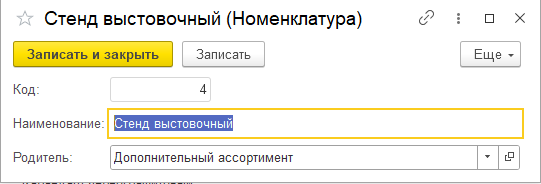 Стенд выстовочный (Номенклатура)
Записать и закрыть Записать Еще
Код: 4
Наименование: Стенд выстовочный
Родитель: Дополнительный ассортимент